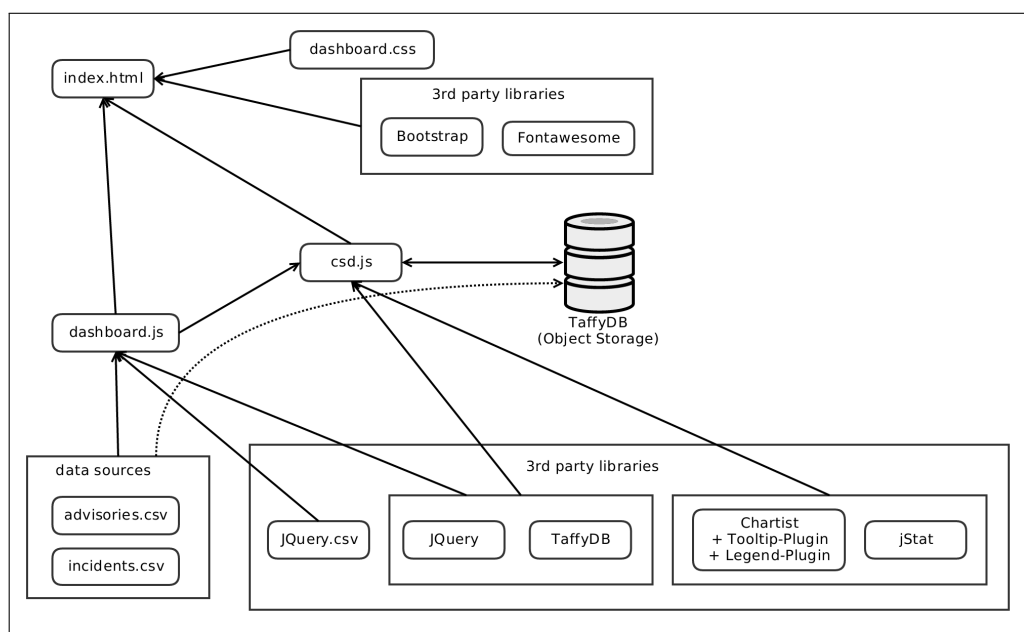 dashboard.css
index.html
3rd party libraries
Bootstrap
Fontawesome
csd.js
TaffyDB
(Object Storage)
dashboard.js
data sources
advisories.csv
incidents.csv
3rd party libraries
JQuery.csv
JQuery
TaffyDB
Chartist
+ Tooltip-Plugin
+ Legend-Plugin
jStat